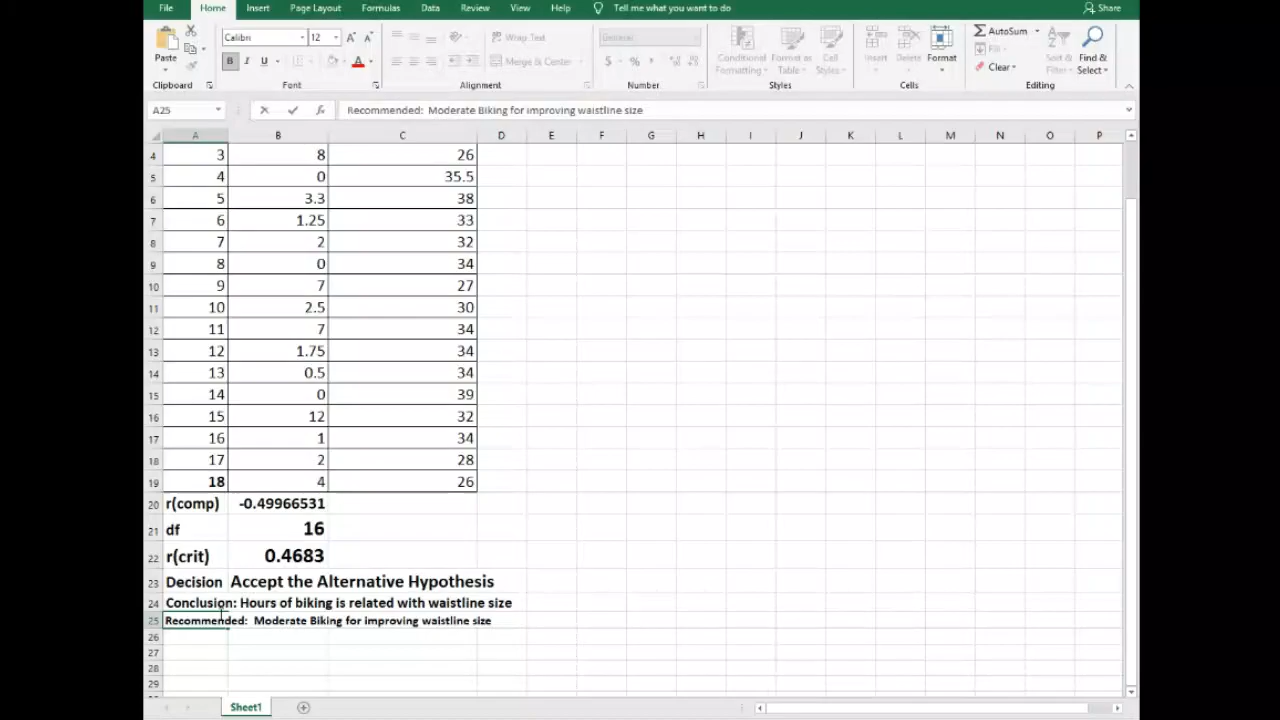 File Home Insert Page Layout Formulas Data Review View Help Tell me what you want to do Share
Calibri 12 A A Wrap Text General AutoSum
Paste B I U A Merge & Center $ % Conditional Formatting Format as Table Cell Styles Insert Delete Format Fill Clear Sort & Filter Find & Select
Clipboard Font Alignment Number Styles Cells Editing
A25 fx Recommended: Moderate Biking for improving waistline size
A B C D E F G H I J K L M N O P
4 3 8 26
5 4 0 35.5
6 5 3.3 38
7 6 1.25 33
8 7 2 32
9 8 0 34
10 9 7 27
11 10 2.5 30
12 11 7 34
13 12 1.75 34
14 13 0.5 34
15 14 0 39
16 15 12 32
17 16 1 34
18 17 2 28
19 18 4 26
20 r(comp) -0.49966531
21 df 16
22 r(crit) 0.4683
23 Decision Accept the Alternative Hypothesis
24 Conclusion: Hours of biking is related with waistline size
25 Recommended: Moderate Biking for improving waistline size
26
27
28
29
Sheet1